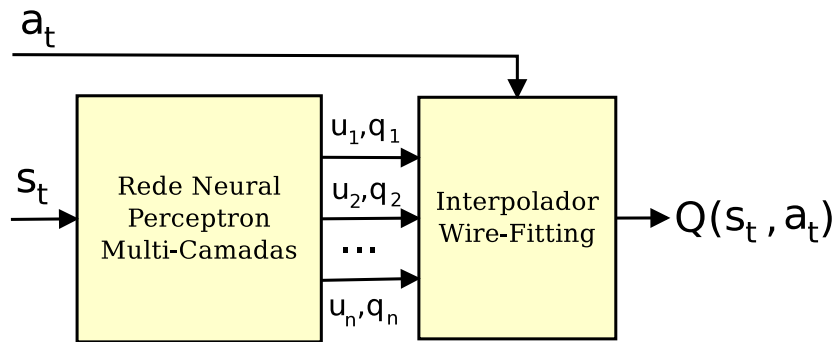 a_t
s_t
Rede Neural
Perceptron
Multi-Camadas
u_1,q_1
u_2,q_2
...
u_n,q_n
Interpolador
Wire-Fitting
Q(s_t,a_t)